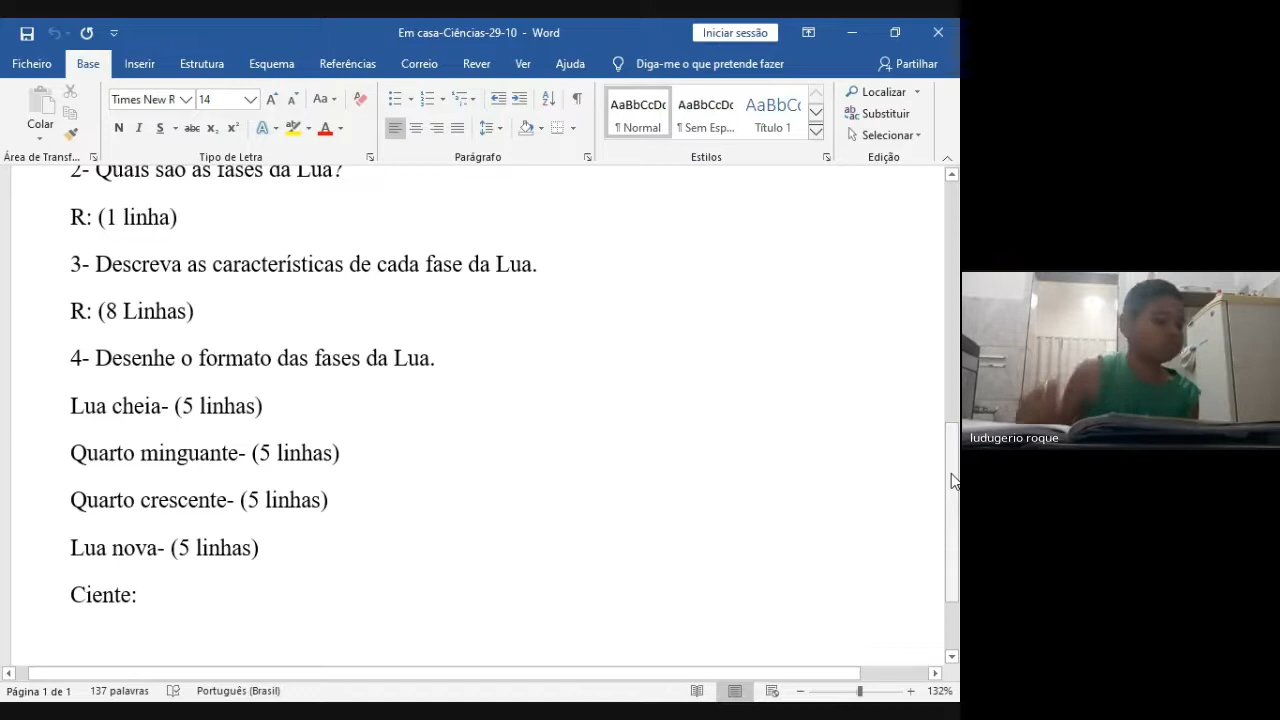 Em casa-Ciências-29-10 - Word
Iniciar sessão
Ficheiro Base Inserir Estrutura Esquema Referências Correio Rever Ver Ajuda Diga-me o que pretende fazer Partilhar
Colar
Times New R 14
Aa
N I S abc x₂ x²
A A
AaBbCcDc AaBbCcDc AaBbCc
¶ Normal ¶ Sem Esp... Título 1
Localizar
Substituir
Selecionar
Área de Transf... Tipo de Letra Parágrafo Estilos Edição
2- Quais são as fases da Lua?
R: (1 linha)
3- Descreva as características de cada fase da Lua.
R: (8 Linhas)
4- Desenhe o formato das fases da Lua.
Lua cheia- (5 linhas)
Quarto minguante- (5 linhas)
Quarto crescente- (5 linhas)
Lua nova- (5 linhas)
Ciente:
ludugerio roque
Página 1 de 1 137 palavras Português (Brasil) 132%